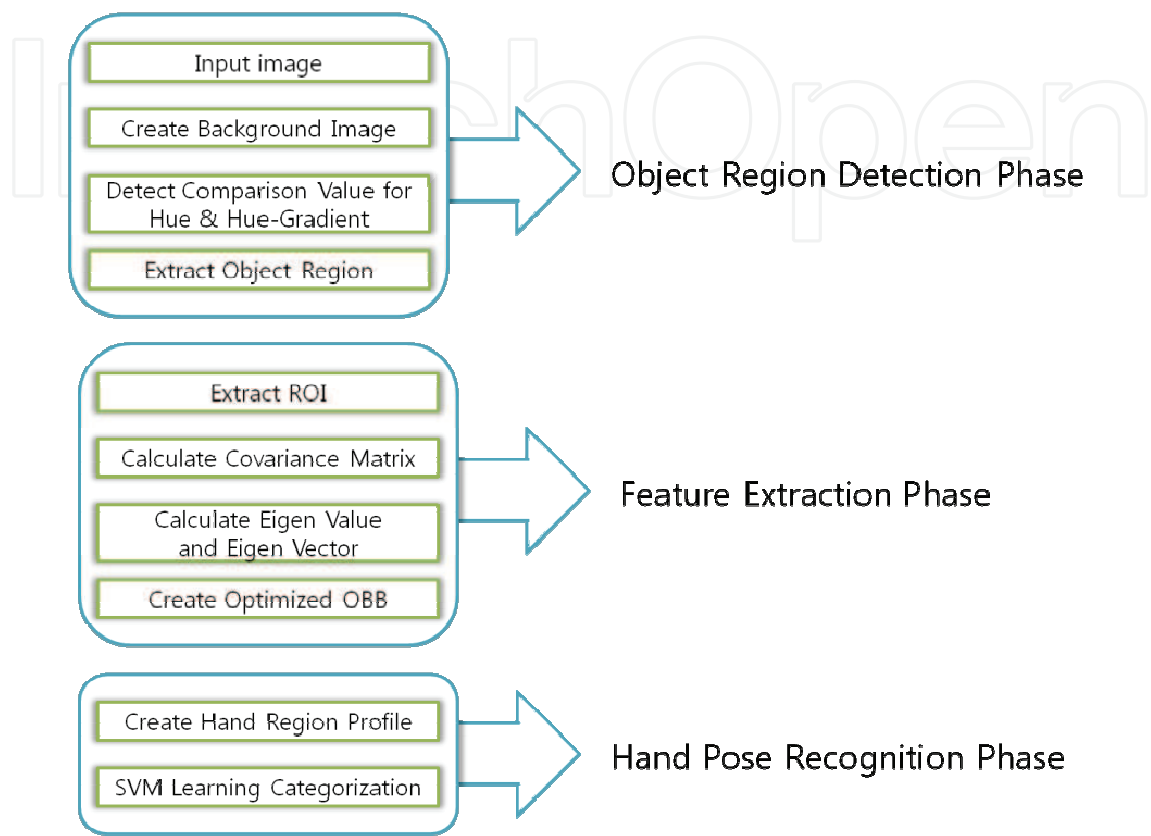 Input image
Create Background Image
Detect Comparison Value for
Hue & Hue-Gradient
Extract Object Region
Object Region Detection Phase
Extract ROI
Calculate Covariance Matrix
Calculate Eigen Value
and Eigen Vector
Create Optimized OBB
Feature Extraction Phase
Create Hand Region Profile
SVM Learning Categorization
Hand Pose Recognition Phase